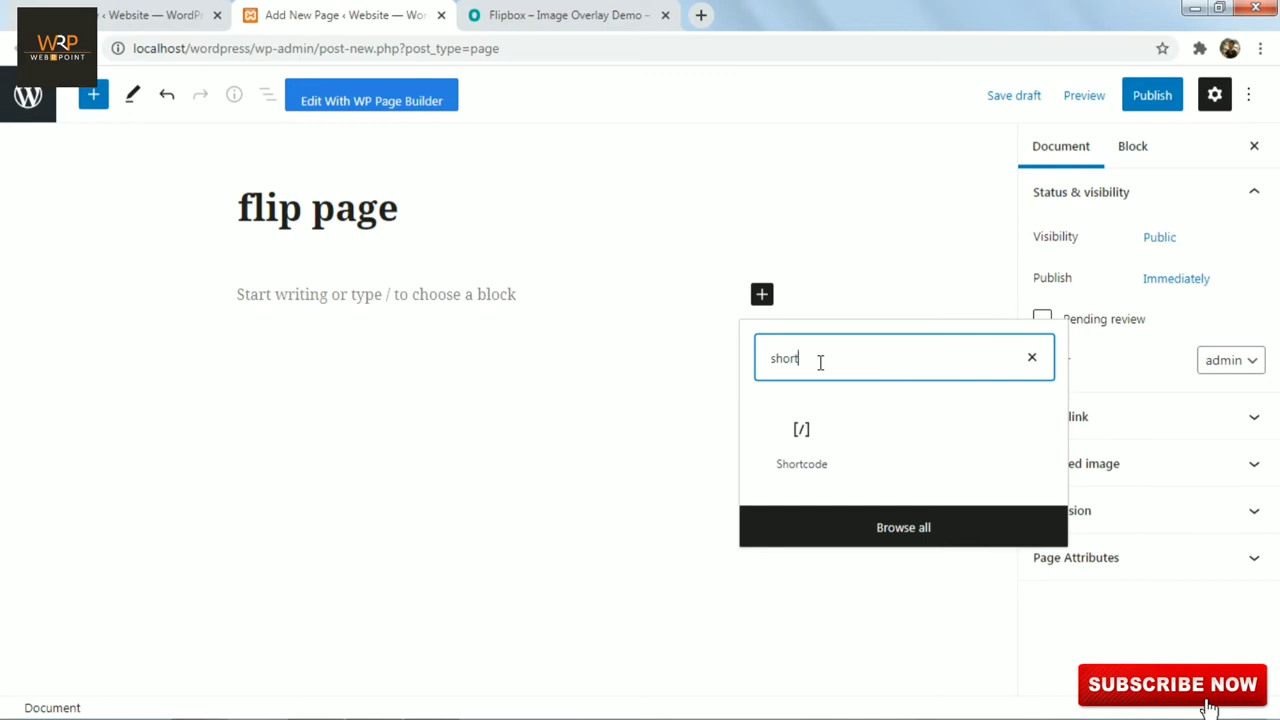 ‹ Website — WordPr
Add New Page ‹ Website — Wor
Flipbox – Image Overlay Demo –
WRP
WEB R POINT
localhost/wordpress/wp-admin/post-new.php?post_type=page
Edit With WP Page Builder
Save draft
Preview
Publish
Document
Block
flip page
Status & visibility
Visibility
Public
Publish
Immediately
Start writing or type / to choose a block
Pending review
short
admin
link
ed image
[/]
Shortcode
sion
Browse all
Page Attributes
SUBSCRIBE NOW
Document